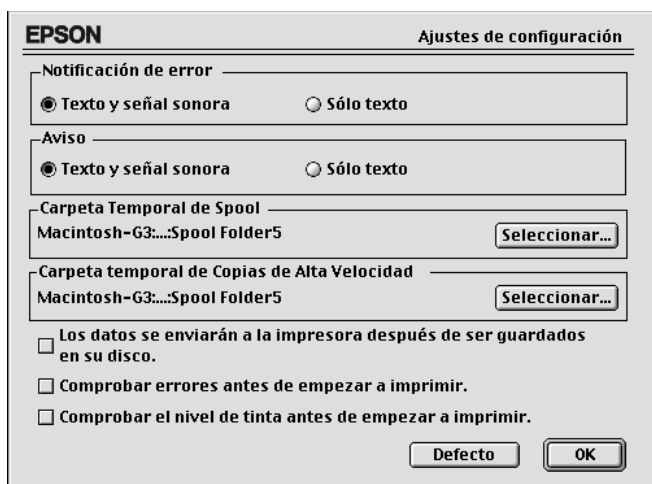 EPSON Ajustes de configuración
Notificación de error
Texto y señal sonora Sólo texto
Aviso
Texto y señal sonora Sólo texto
Carpeta Temporal de Spool
Macintosh-G3:...:Spool Folder5 Seleccionar...
Carpeta temporal de Copias de Alta Velocidad
Macintosh-G3:...:Spool Folder5 Seleccionar...
Los datos se enviarán a la impresora después de ser guardados
en su disco.
Comprobar errores antes de empezar a imprimir.
Comprobar el nivel de tinta antes de empezar a imprimir.
Defecto OK